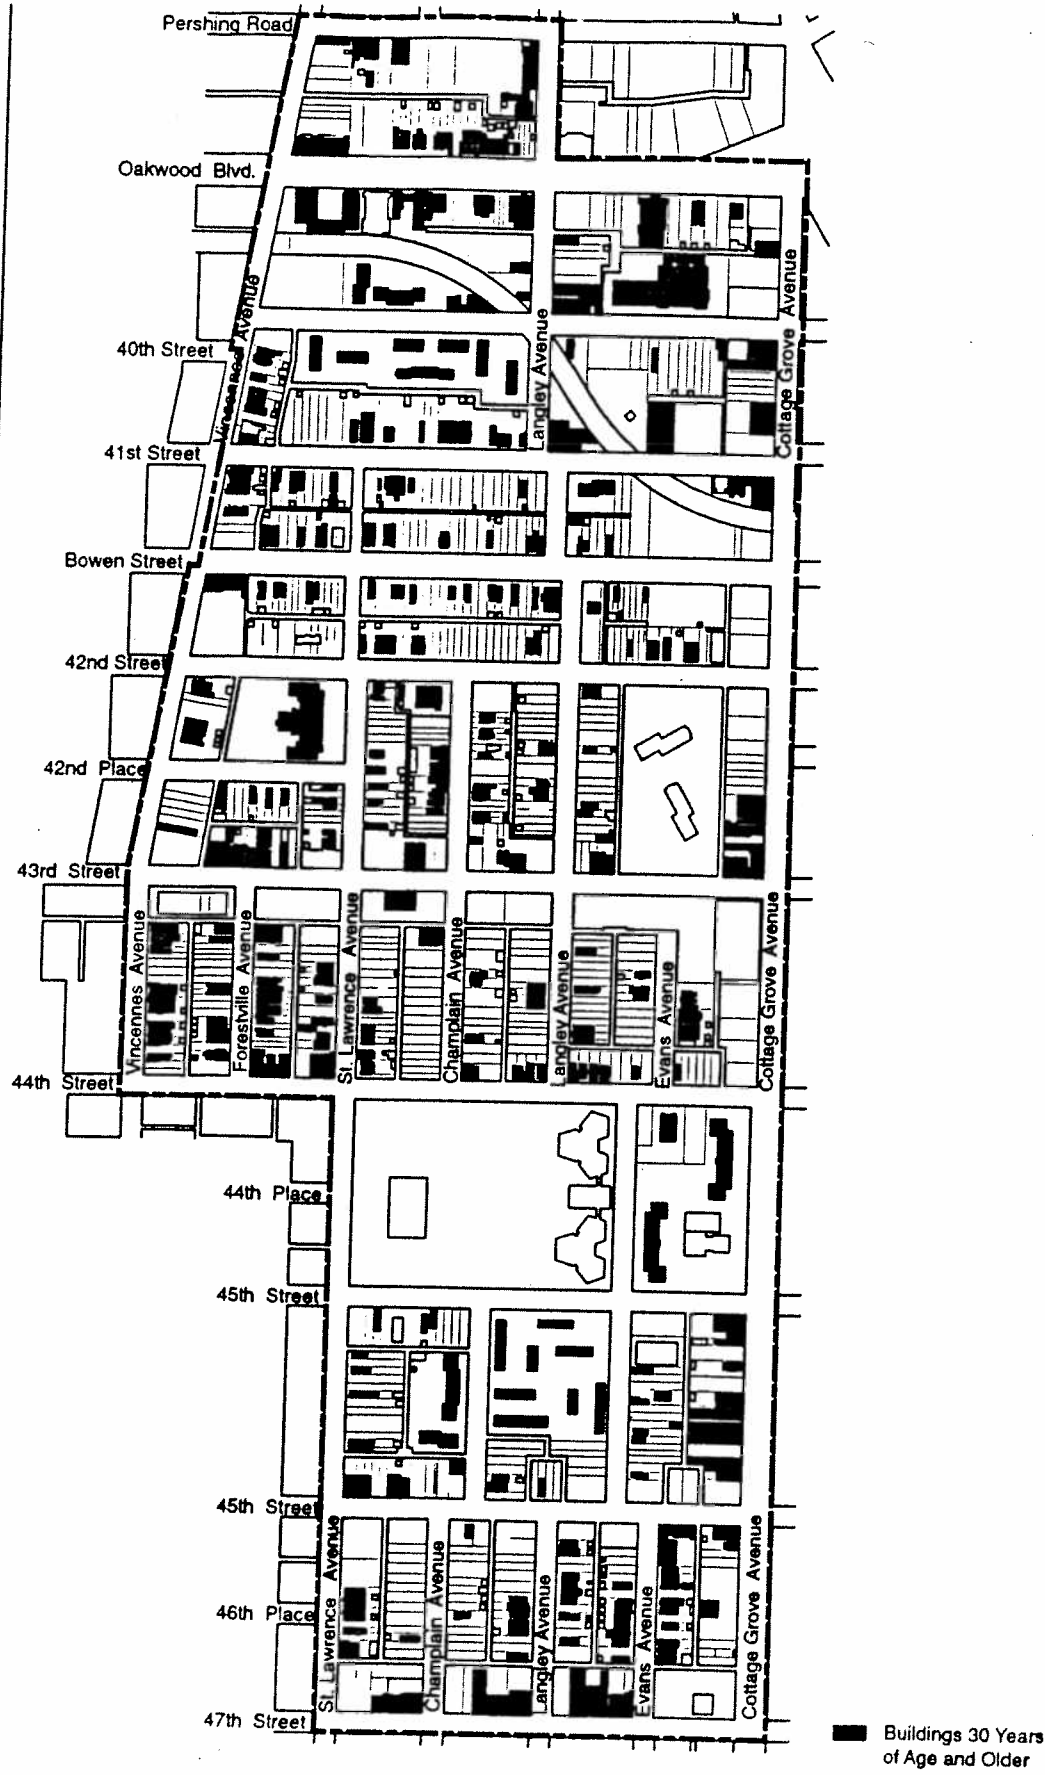 Pershing Road
Oakwood Blvd.
Vincennes Avenue
Langley Avenue
Cottage Grove Avenue
40th Street
41st Street
Bowen Street
42nd Street
42nd Place
43rd Street
Vincennes Avenue
Forestville Avenue
St. Lawrence Avenue
Champlain Avenue
Langley Avenue
Evans Avenue
Cottage Grove Avenue
44th Street
44th Place
45th Street
45th Street
St. Lawrence Avenue
Champlain Avenue
Langley Avenue
Evans Avenue
Cottage Grove Avenue
46th Place
47th Street
Buildings 30 Years
of Age and Older